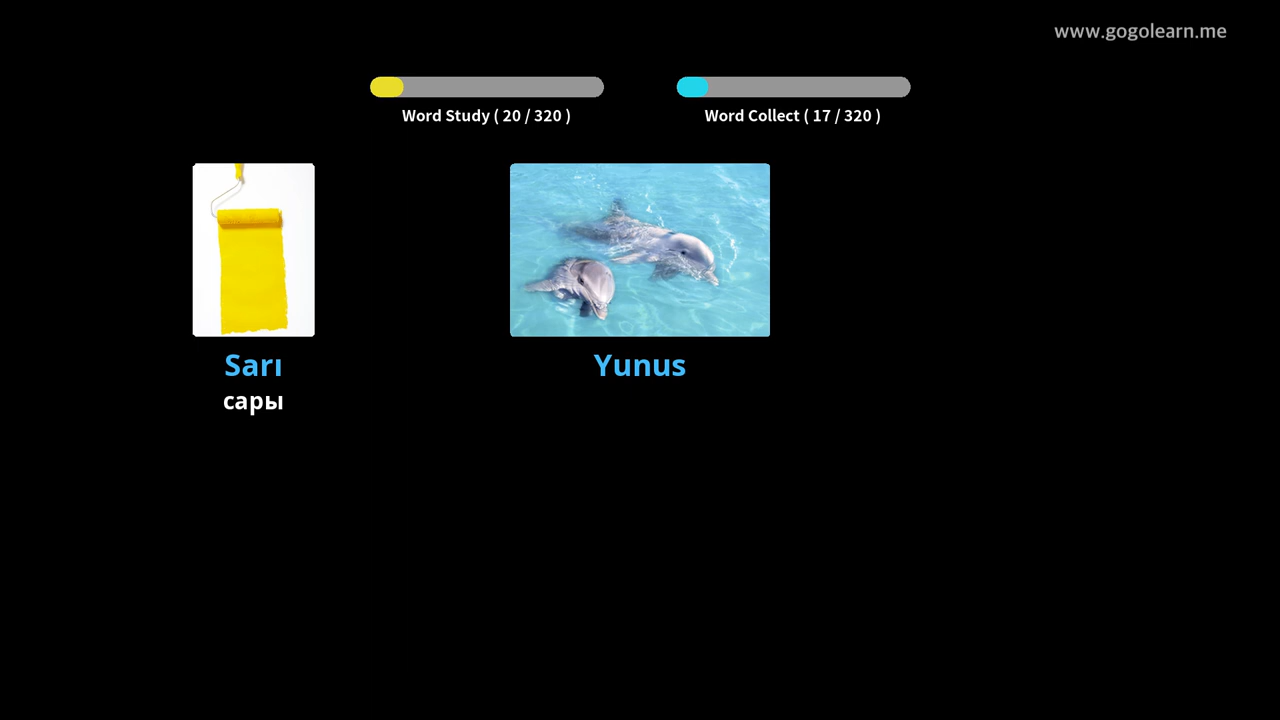 www.gogolearn.me
Word Study ( 20 / 320 )
Word Collect ( 17 / 320 )
Sarı
сары
Yunus